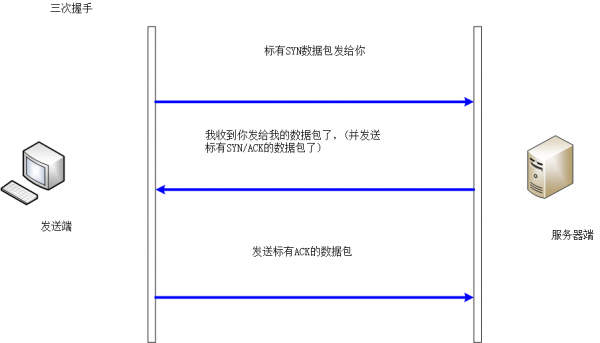 三次握手
标有SYN数据包发给你
我收到你发给我的数据包了，（并发送
标有SYN/ACK的数据包了）
发送端
服务器端
发送标有ACK的数据包